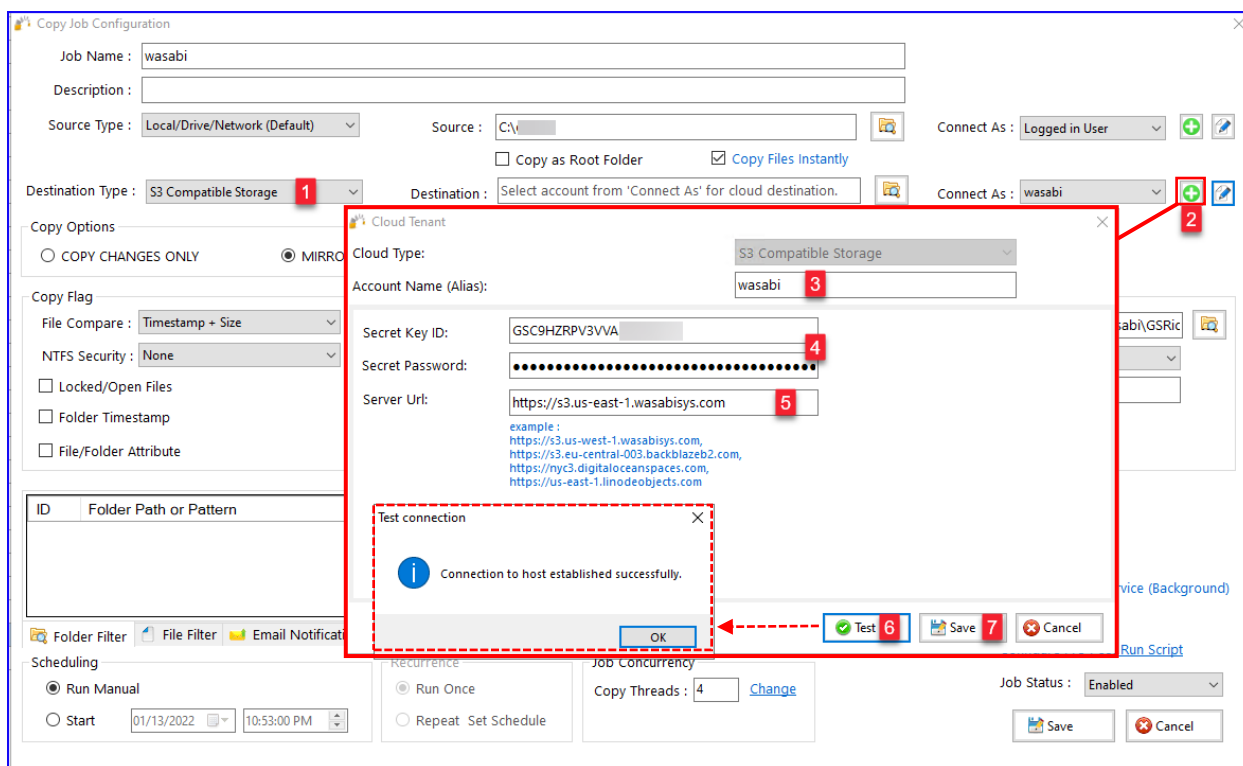 Copy Job Configuration
Job Name : wasabi
Description :
Source Type : Local/Drive/Network (Default) Source : C:\ Connect As : Logged in User
Copy as Root Folder Copy Files Instantly
Destination Type : S3 Compatible Storage 1 Destination : Select account from 'Connect As' for cloud destination. Connect As : wasabi
2
Copy Options
COPY CHANGES ONLY MIRRO
Copy Flag
File Compare : Timestamp + Size
NTFS Security : None
Locked/Open Files
Folder Timestamp
File/Folder Attribute
sabi\GSRic
Cloud Tenant
Cloud Type: S3 Compatible Storage
Account Name (Alias): wasabi 3
Secret Key ID: GSC9HZRPV3VVA
4
Secret Password: ●●●●●●●●●●●●●●●●●●●●●●●●●●●●●●●●●●●●●
Server Url: https://s3.us-east-1.wasabisys.com 5
example :
https://s3.us-west-1.wasabisys.com,
https://s3.eu-central-003.backblazeb2.com,
https://nyc3.digitaloceanspaces.com,
https://us-east-1.linodeobjects.com
Test connection
Connection to host established successfully.
OK
Test 6 Save 7 Cancel
ID Folder Path or Pattern
vice (Background)
Folder Filter File Filter Email Notificati
Run Script
Scheduling
Run Manual
Start 01/13/2022 10:53:00 PM
Recurrence
Run Once
Repeat Set Schedule
Job Concurrency
Copy Threads : 4 Change
Job Status : Enabled
Save Cancel